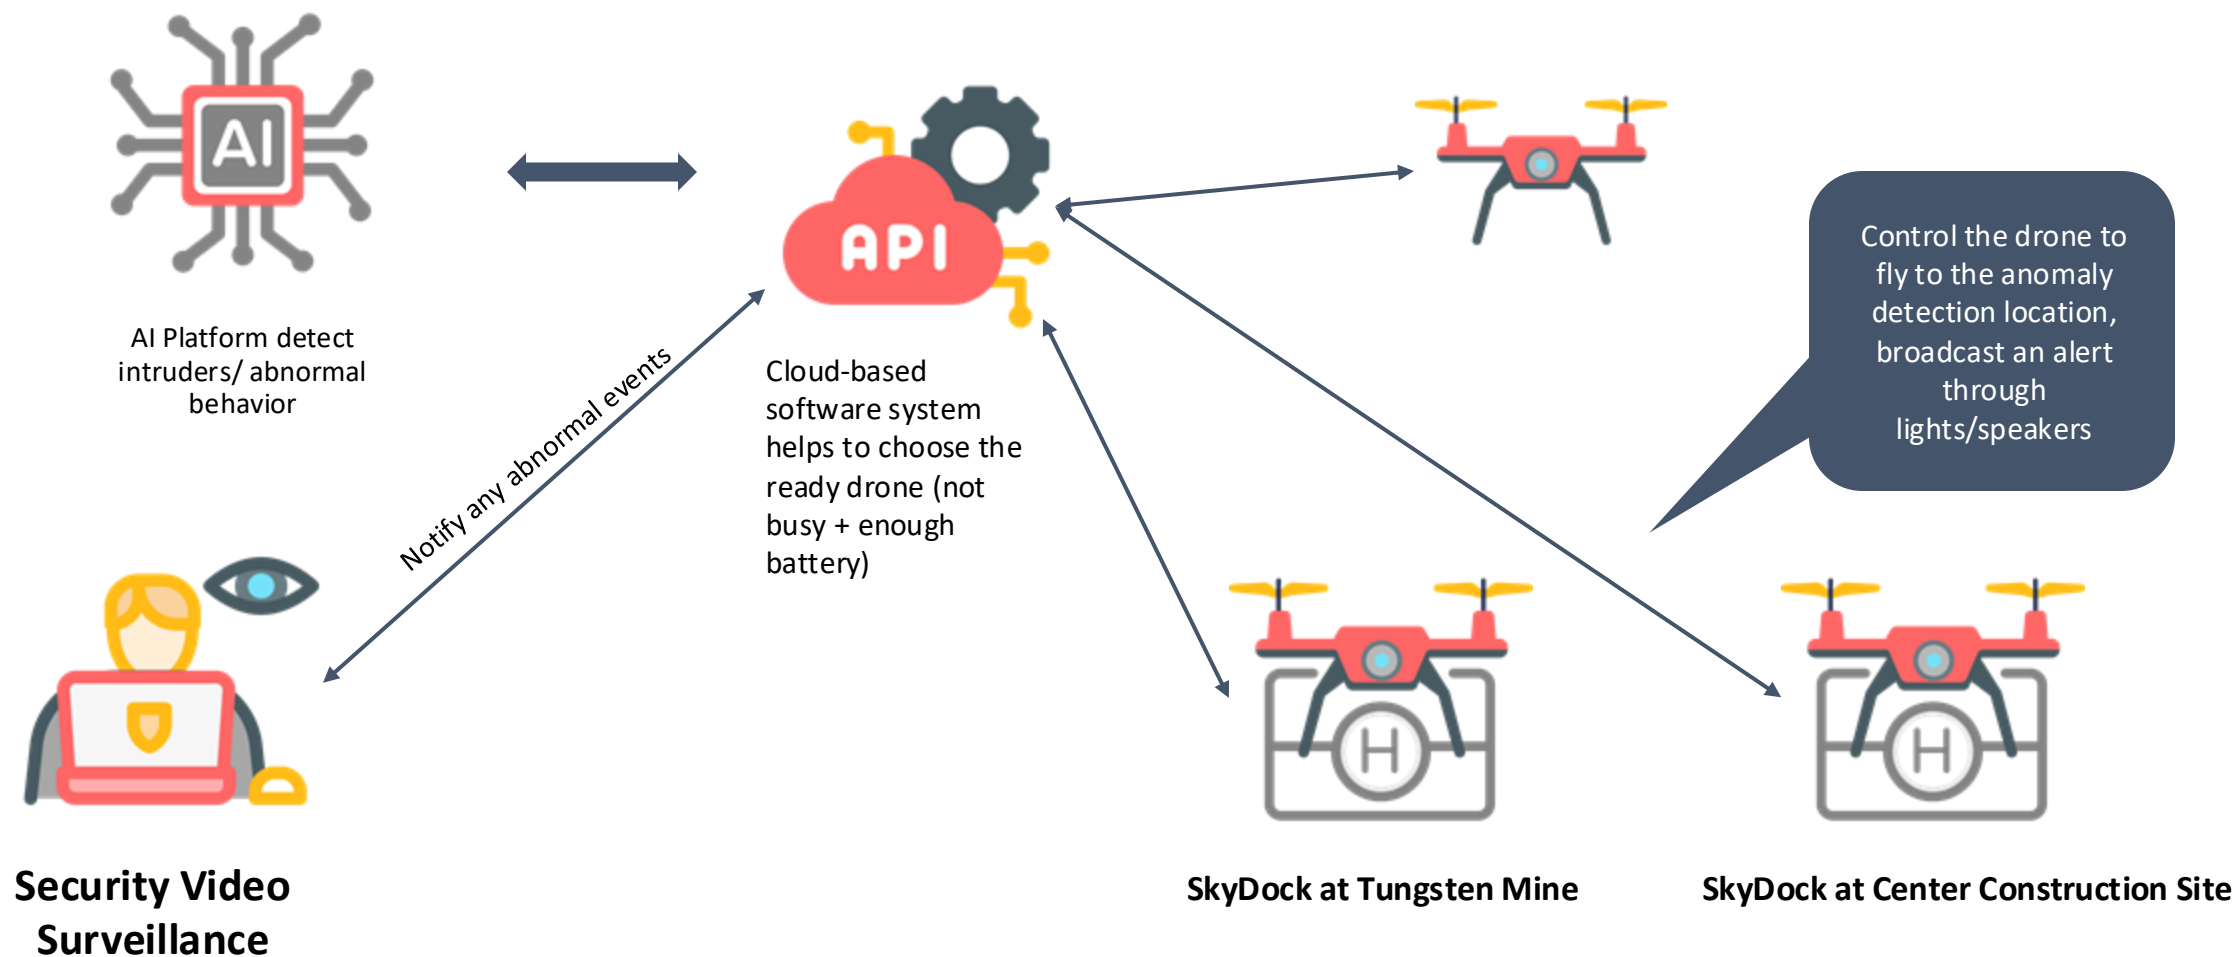 AI
AI Platform detect
intruders/ abnormal
behavior
API
Notify any abnormal events
Cloud-based
software system
helps to choose the
ready drone (not
busy + enough
battery)
Control the drone to
fly to the anomaly
detection location,
broadcast an alert
through
lights/speakers
Security Video
Surveillance
H
SkyDock at Tungsten Mine
H
SkyDock at Center Construction Site